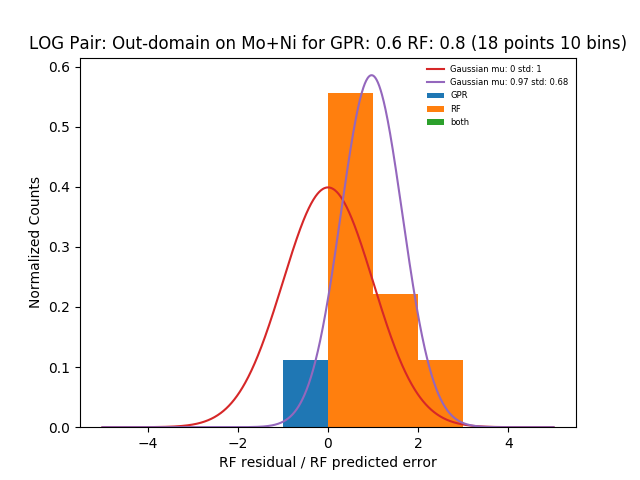 LOG Pair: Out-domain on Mo+Ni for GPR: 0.6 RF: 0.8 (18 points 10 bins)
Gaussian mu: 0 std: 1
Gaussian mu: 0.97 std: 0.68
GPR
RF
both
Normalized Counts
0.6
0.5
0.4
0.3
0.2
0.1
0.0
−4 −2 0 2 4
RF residual / RF predicted error